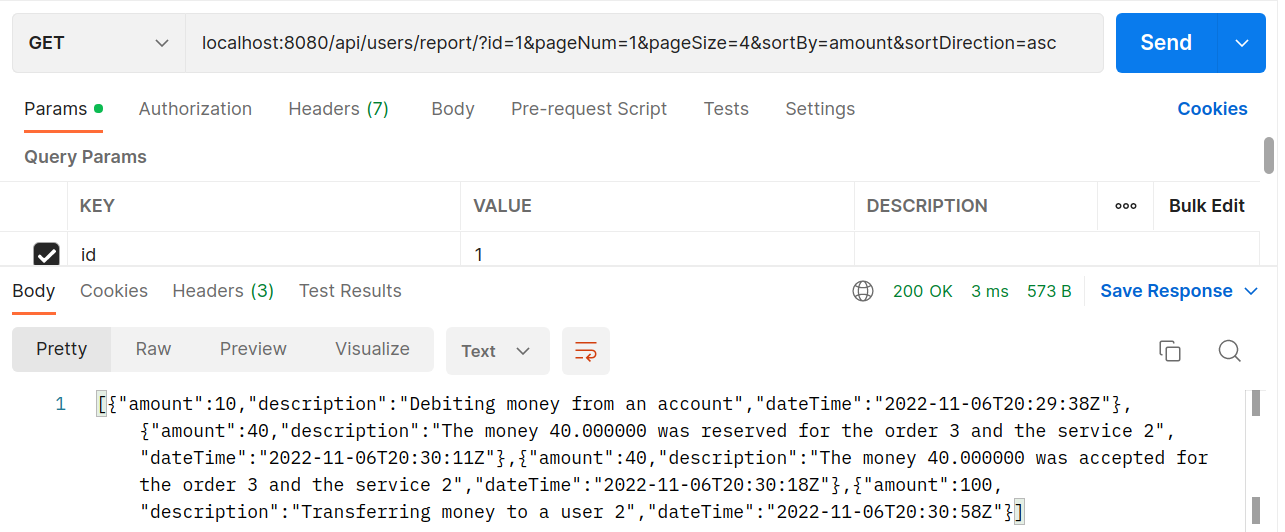 GET localhost:8080/api/users/report/?id=1&pageNum=1&pageSize=4&sortBy=amount&sortDirection=asc Send
Params Authorization Headers (7) Body Pre-request Script Tests Settings Cookies
Query Params
KEY VALUE DESCRIPTION Bulk Edit
id 1
Body Cookies Headers (3) Test Results 200 OK 3 ms 573 B Save Response
Pretty Raw Preview Visualize Text
1 [{"amount":10,"description":"Debiting money from an account","dateTime":"2022-11-06T20:29:38Z"},
{"amount":40,"description":"The money 40.000000 was reserved for the order 3 and the service 2",
"dateTime":"2022-11-06T20:30:11Z"},{"amount":40,"description":"The money 40.000000 was accepted for
the order 3 and the service 2","dateTime":"2022-11-06T20:30:18Z"},{"amount":100,
"description":"Transferring money to a user 2","dateTime":"2022-11-06T20:30:58Z"}]